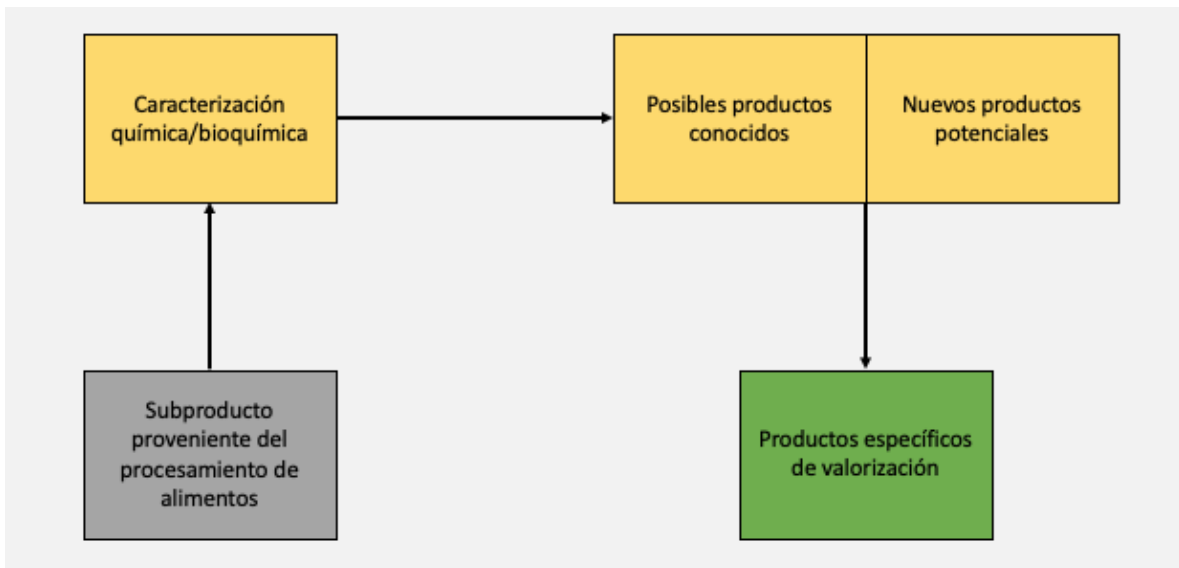 Caracterización
química/bioquímica
Posibles productos
conocidos
Nuevos productos
potenciales
Subproducto
proveniente del
procesamiento de
alimentos
Productos específicos
de valorización